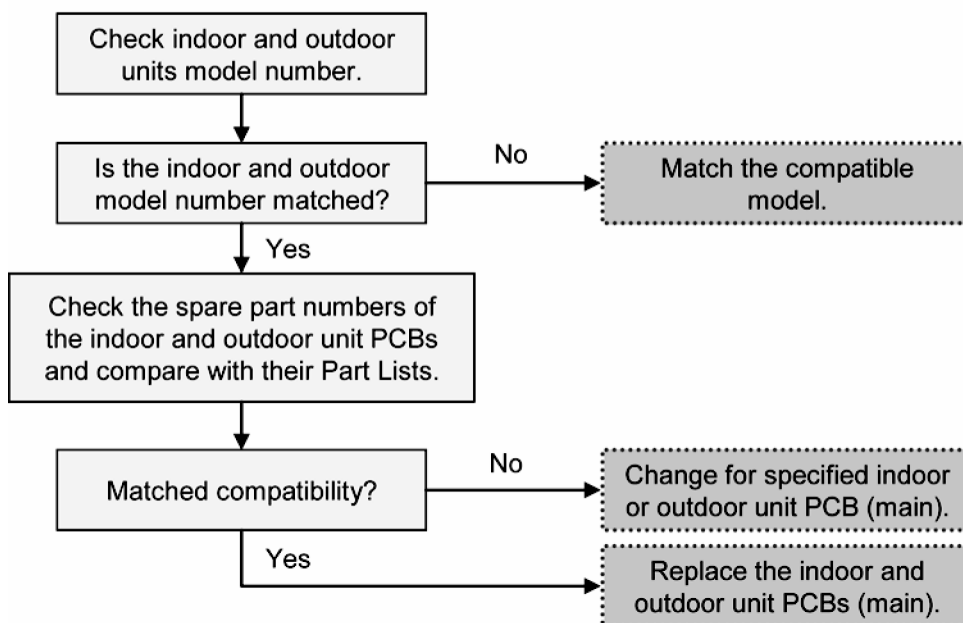 Check indoor and outdoor
units model number.
Is the indoor and outdoor
model number matched?
No
Match the compatible
model.
Yes
Check the spare part numbers of
the indoor and outdoor unit PCBs
and compare with their Part Lists.
Matched compatibility?
No
Change for specified indoor
or outdoor unit PCB (main).
Yes
Replace the indoor and
outdoor unit PCBs (main).